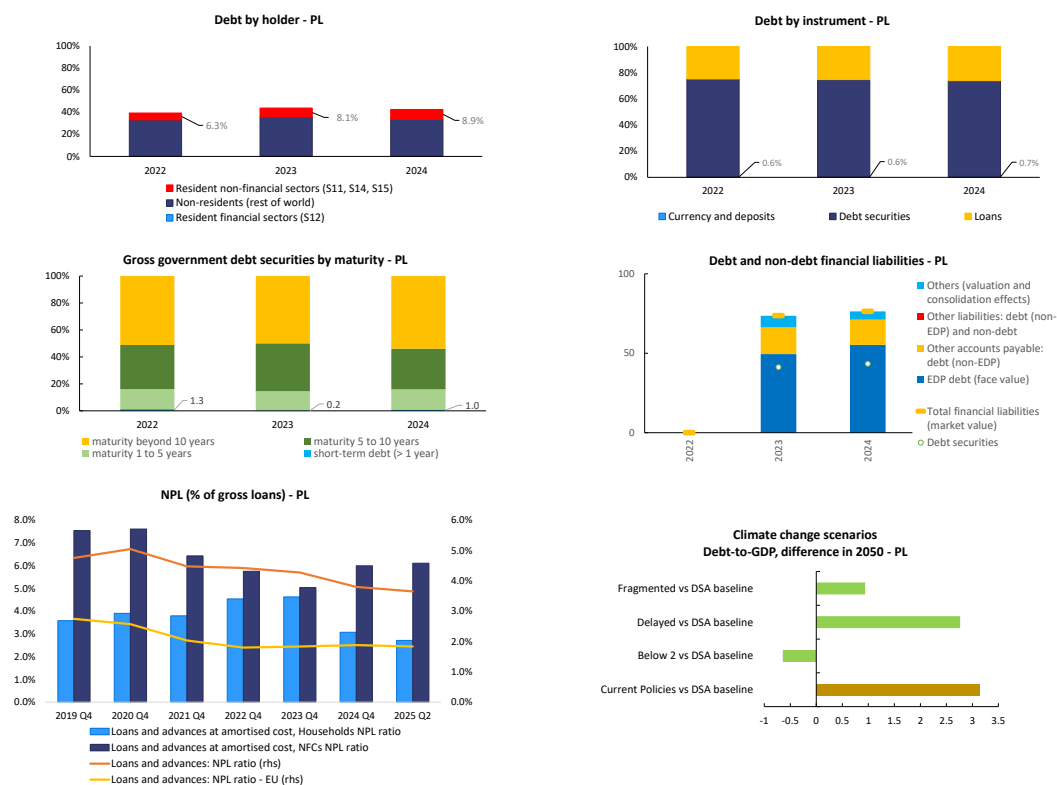 Debt by holder - PL
100%
80%
60%
40%
20%
0%
6.3%
8.1%
8.9%
2022
2023
2024
Resident non-financial sectors (S11, S14, S15)
Non-residents (rest of world)
Resident financial sectors (S12)
Debt by instrument - PL
100%
80%
60%
40%
20%
0%
0.6%
0.6%
0.7%
2022
2023
2024
Currency and deposits
Debt securities
Loans
Gross government debt securities by maturity - PL
100%
80%
60%
40%
20%
0%
1.3
0.2
1.0
2022
2023
2024
maturity beyond 10 years
maturity 5 to 10 years
maturity 1 to 5 years
short-term debt (> 1 year)
Debt and non-debt financial liabilities - PL
100
50
0
2022
2023
2024
Others (valuation and
consolidation effects)
Other liabilities: debt (non-
EDP) and non-debt
Other accounts payable:
debt (non-EDP)
EDP debt (face value)
Total financial liabilities
(market value)
Debt securities
NPL (% of gross loans) - PL
8.0%
7.0%
6.0%
5.0%
4.0%
3.0%
2.0%
1.0%
0.0%
6.0%
5.0%
4.0%
3.0%
2.0%
1.0%
0.0%
2019 Q4
2020 Q4
2021 Q4
2022 Q4
2023 Q4
2024 Q4
2025 Q2
Loans and advances at amortised cost, Households NPL ratio
Loans and advances at amortised cost, NFCs NPL ratio
Loans and advances: NPL ratio (rhs)
Loans and advances: NPL ratio - EU (rhs)
Climate change scenarios
Debt-to-GDP, difference in 2050 - PL
Fragmented vs DSA baseline
Delayed vs DSA baseline
Below 2 vs DSA baseline
Current Policies vs DSA baseline
-1
-0.5
0
0.5
1
1.5
2
2.5
3
3.5